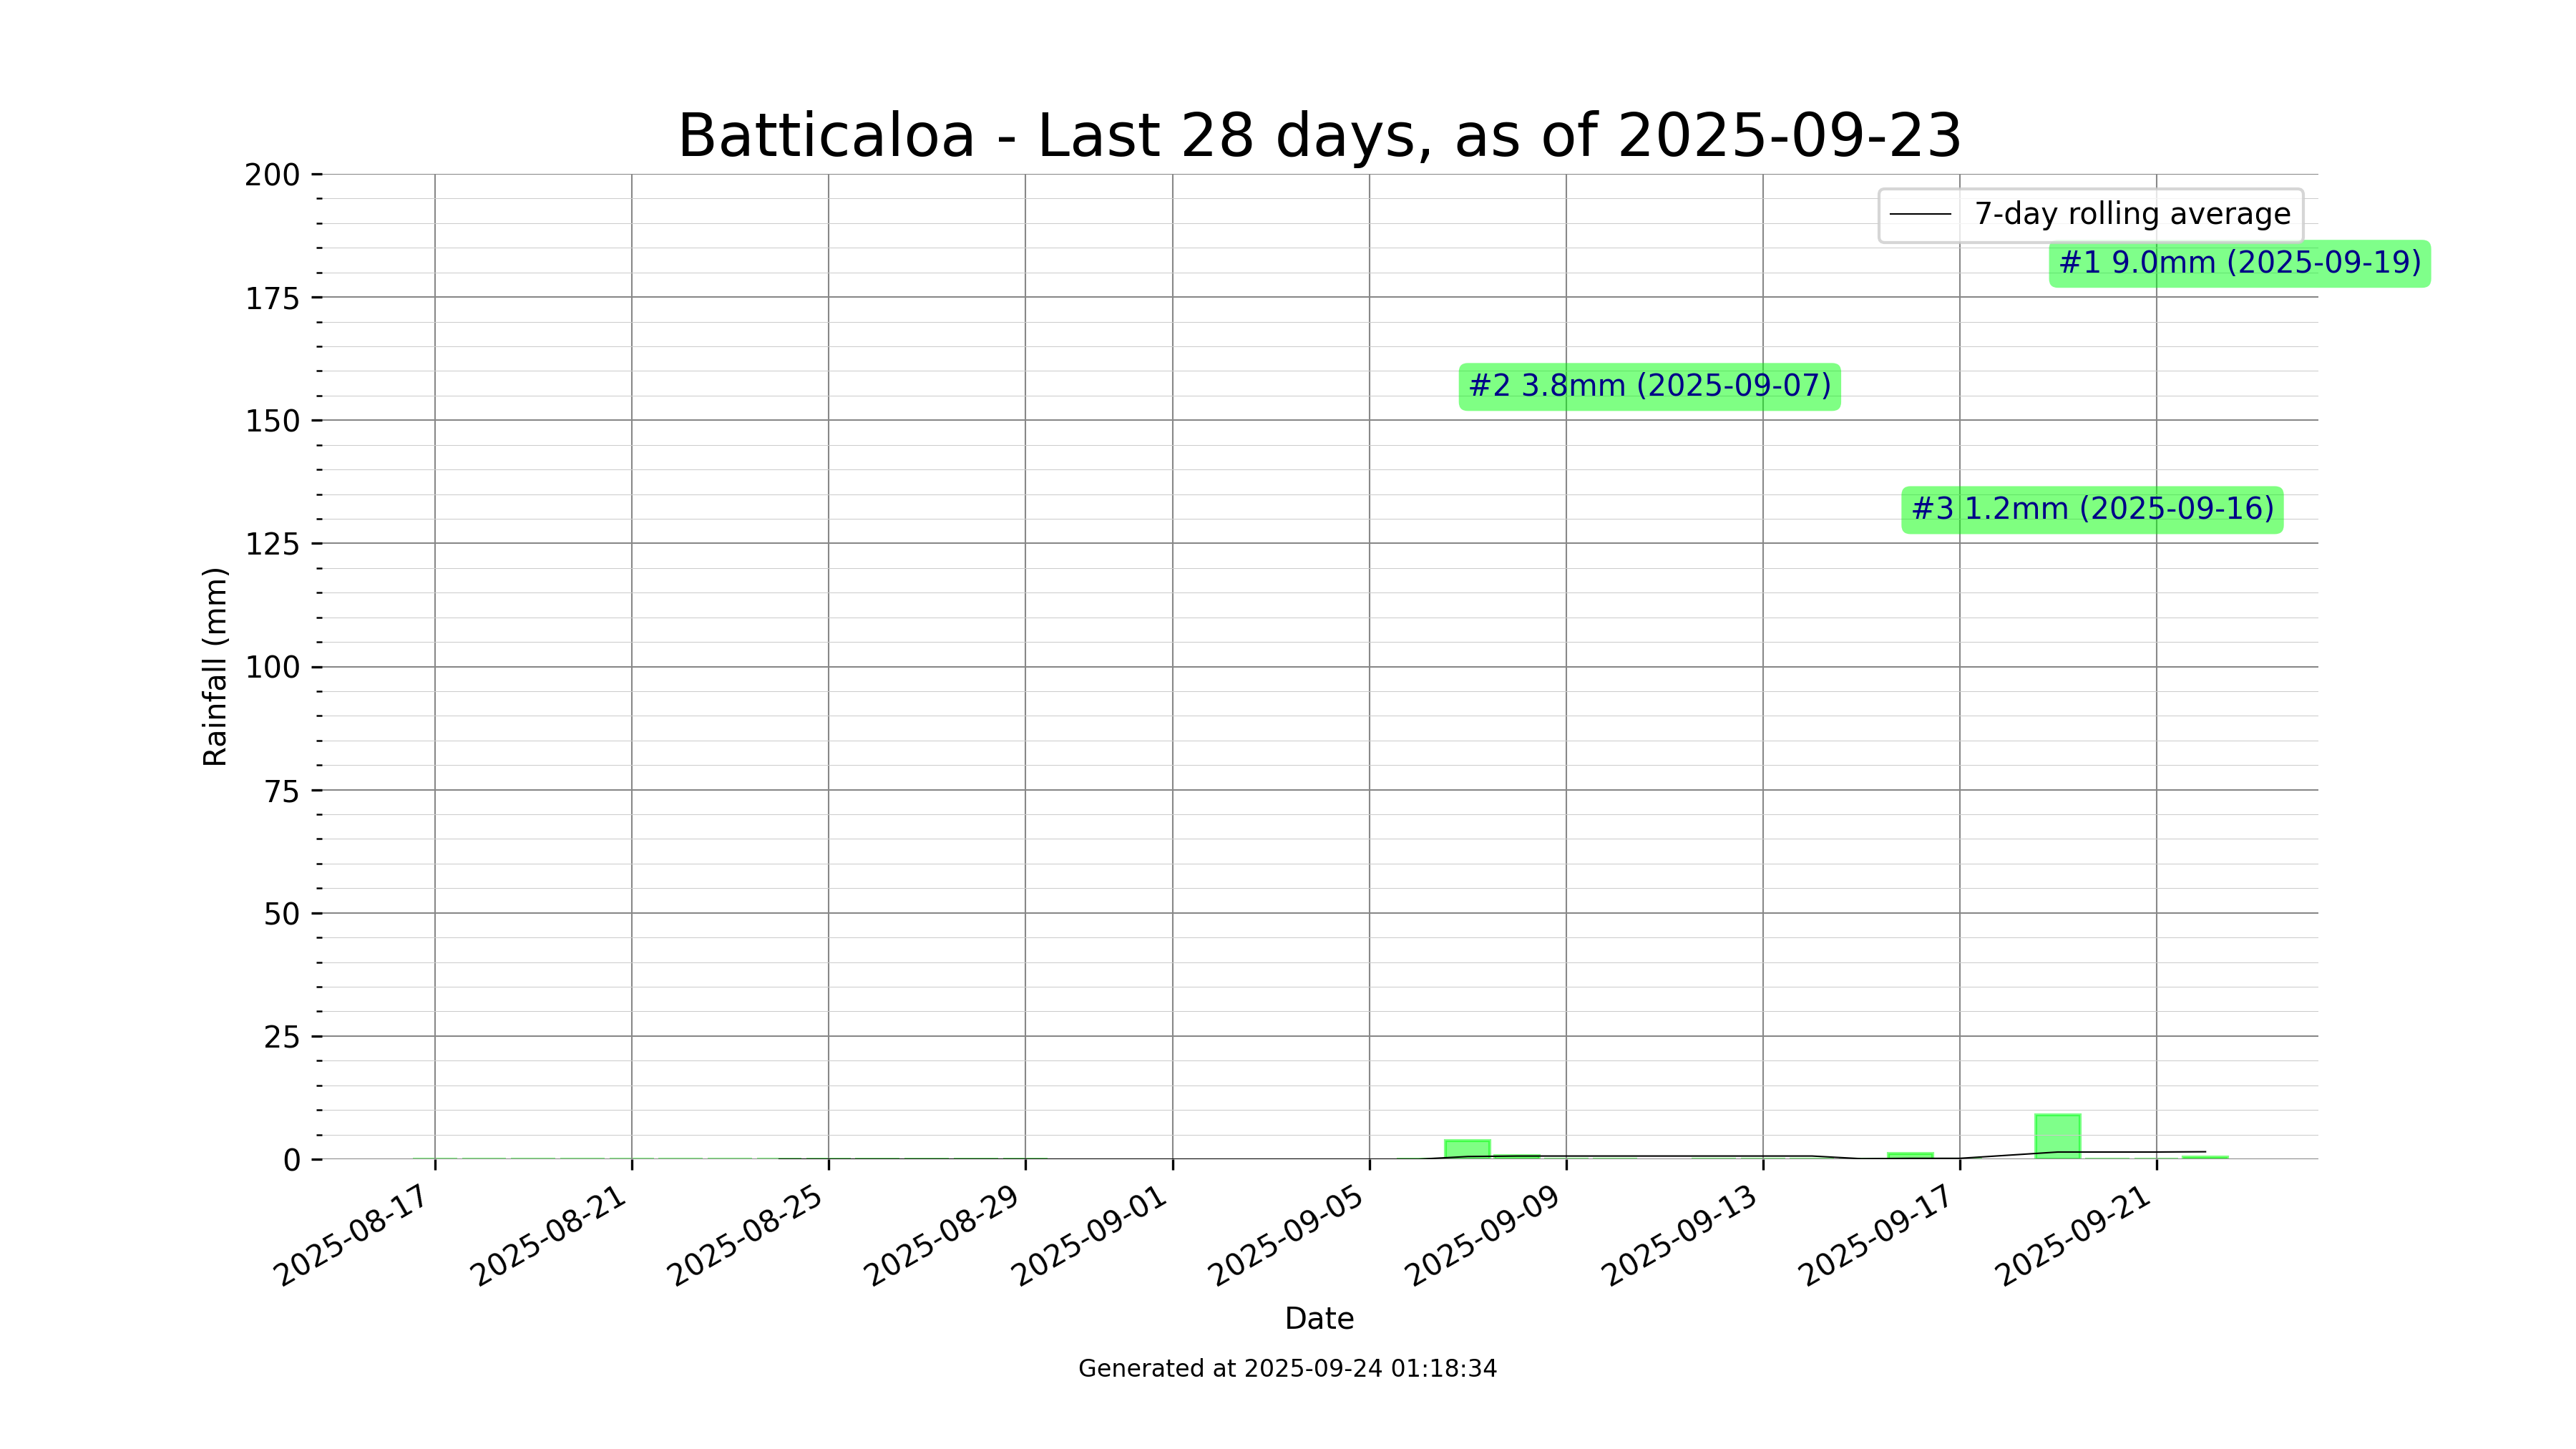 Batticaloa - Last 28 days, as of 2025-09-23
200
175
150
125
100
75
50
25
0
Rainfall (mm)
7-day rolling average
#1 9.0mm (2025-09-19)
#2 3.8mm (2025-09-07)
#3 1.2mm (2025-09-16)
2025-08-17
2025-08-21
2025-08-25
2025-08-29
2025-09-01
2025-09-05
2025-09-09
2025-09-13
2025-09-17
2025-09-21
Date
Generated at 2025-09-24 01:18:34